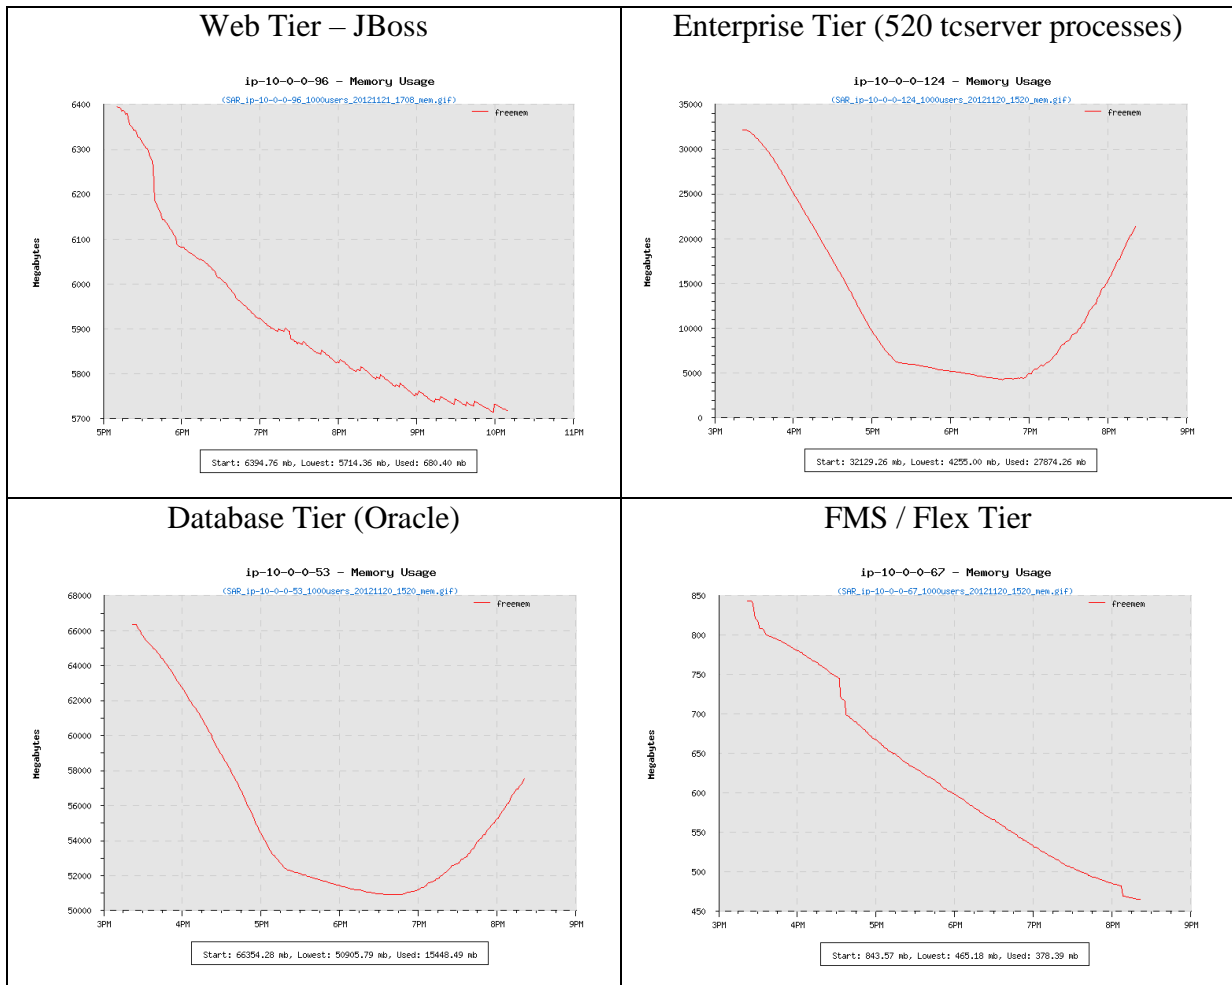 Web Tier – JBoss
ip-10-0-0-96 - Memory Usage
(SAR_ip-10-0-0-96_1000users_20121121_1708_mem.gif)
freemem
Megabytes
6400
6300
6200
6100
6000
5900
5800
5700
5PM 6PM 7PM 8PM 9PM 10PM 11PM
Start: 6394.76 mb, Lowest: 5714.36 mb, Used: 680.40 mb
Enterprise Tier (520 tcserver processes)
ip-10-0-0-124 - Memory Usage
(SAR_ip-10-0-0-124_1000users_20121120_1520_mem.gif)
freemem
Megabytes
35000
30000
25000
20000
15000
10000
5000
0
3PM 4PM 5PM 6PM 7PM 8PM 9PM
Start: 32129.26 mb, Lowest: 4255.00 mb, Used: 27874.26 mb
Database Tier (Oracle)
ip-10-0-0-53 - Memory Usage
(SAR_ip-10-0-0-53_1000users_20121120_1520_mem.gif)
freemem
Megabytes
68000
66000
64000
62000
60000
58000
56000
54000
52000
50000
3PM 4PM 5PM 6PM 7PM 8PM 9PM
Start: 66354.28 mb, Lowest: 50905.79 mb, Used: 15448.49 mb
FMS / Flex Tier
ip-10-0-0-67 - Memory Usage
(SAR_ip-10-0-0-67_1000users_20121120_1520_mem.gif)
freemem
Megabytes
850
800
750
700
650
600
550
500
450
3PM 4PM 5PM 6PM 7PM 8PM 9PM
Start: 843.57 mb, Lowest: 465.18 mb, Used: 378.39 mb